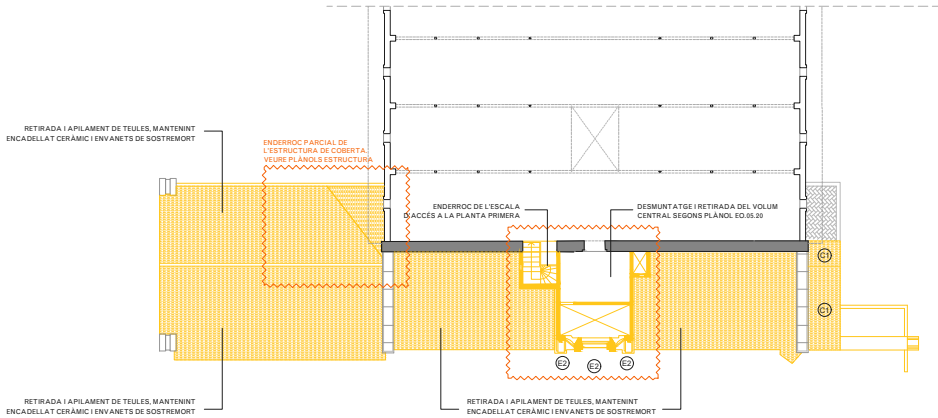 RETIRADA I APILAMENT DE TEULES, MANTENINT
ENCADELLAT CERÀMIC I ENVANETS DE SOSTREMORT
ENDERROC PARCIAL DE
L'ESTRUCTURA DE COBERTA.
VEURE PLÀNOLS ESTRUCTURA
ENDERROC DE L'ESCALA
D'ACCÉS A LA PLANTA PRIMERA
DESMUNTATGE I RETIRADA DEL VOLUM
CENTRAL SEGONS PLÀNOL E0.05.20
C1
C1
E2
E2
E2
RETIRADA I APILAMENT DE TEULES, MANTENINT
ENCADELLAT CERÀMIC I ENVANETS DE SOSTREMORT
RETIRADA I APILAMENT DE TEULES, MANTENINT
ENCADELLAT CERÀMIC I ENVANETS DE SOSTREMORT